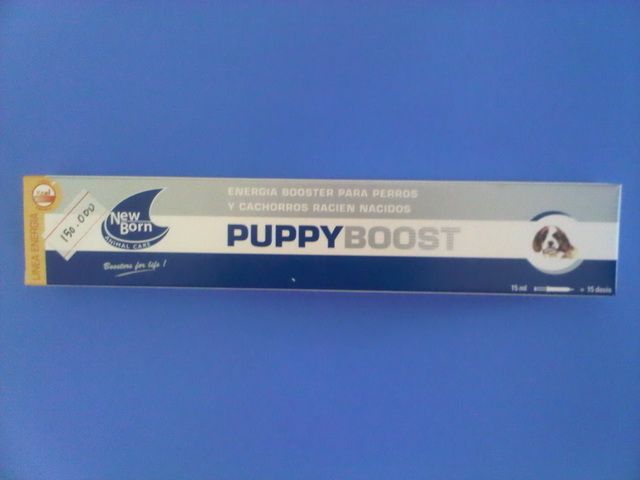 LINEA ENERGIA
150.000
New
Born
ANIMAL CARE
Boosters for life!
ENERGIA BOOSTER PARA PERROS
Y CACHORROS RACIEN NACIDOS
PUPPYBOOST
15 ml = 15 dosis